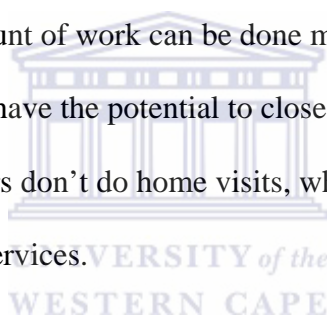 unt of work can be done m
have the potential to close
s don’t do home visits, wh
ervices.
UNIVERSITY of the
WESTERN CAPE